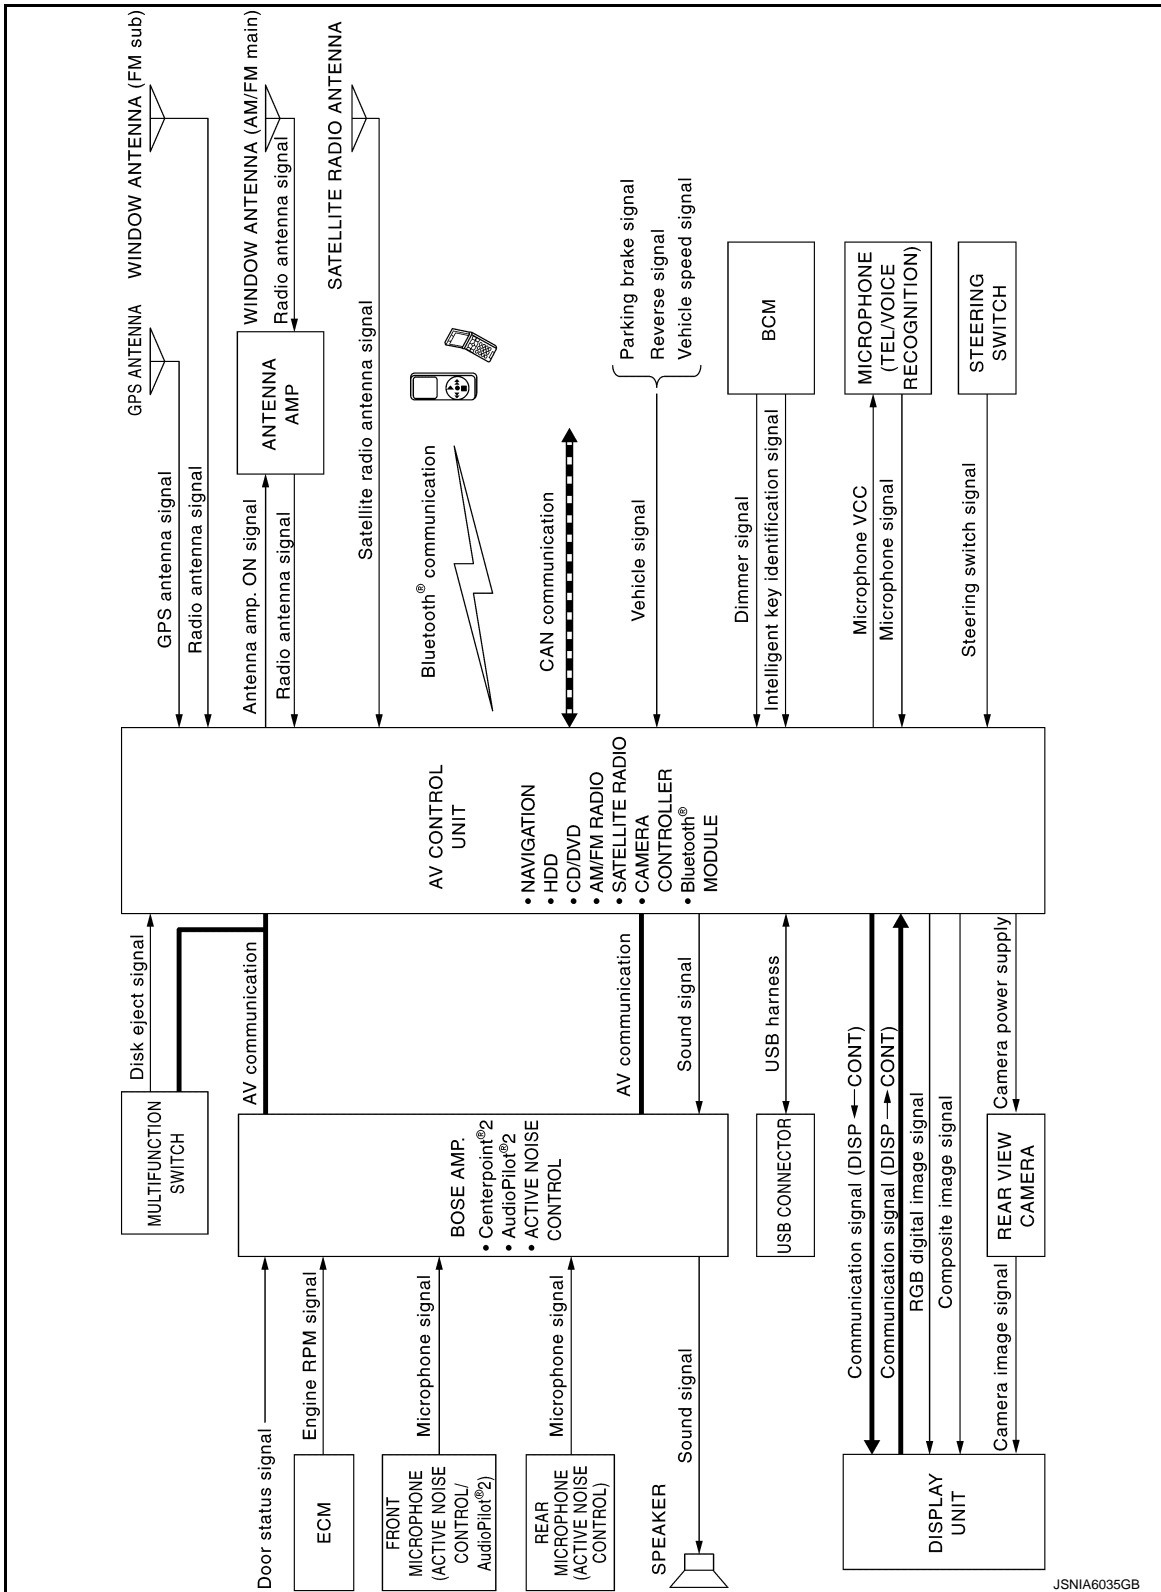 GPS ANTENNA
WINDOW ANTENNA (FM sub)
GPS antenna signal
Radio antenna signal
WINDOW ANTENNA (AM/FM main)
Radio antenna signal
ANTENNA
AMP
Antenna amp. ON signal
Radio antenna signal
SATELLITE RADIO ANTENNA
Satellite radio antenna signal
Bluetooth® communication
CAN communication
Parking brake signal
Reverse signal
Vehicle speed signal
Vehicle signal
BCM
Dimmer signal
Intelligent key identification signal
MICROPHONE
(TEL/VOICE
RECOGNITION)
Microphone VCC
Microphone signal
STEERING
SWITCH
Steering switch signal
AV CONTROL
UNIT
• NAVIGATION
• HDD
• CD/DVD
• AM/FM RADIO
• SATELLITE RADIO
• CAMERA
CONTROLLER
• Bluetooth®
MODULE
Disk eject signal
MULTIFUNCTION
SWITCH
AV communication
AV communication
Sound signal
BOSE AMP.
• Centerpoint®2
• AudioPilot®2
• ACTIVE NOISE
CONTROL
Door status signal
Engine RPM signal
ECM
Microphone signal
FRONT
MICROPHONE
(ACTIVE NOISE
CONTROL/
AudioPilot®2)
Microphone signal
REAR
MICROPHONE
(ACTIVE NOISE
CONTROL)
Sound signal
SPEAKER
USB harness
USB CONNECTOR
Communication signal (DISP ← CONT)
Communication signal (DISP → CONT)
RGB digital image signal
Composite image signal
Camera power supply
REAR VIEW
CAMERA
Camera image signal
DISPLAY
UNIT
JSNIA6035GB